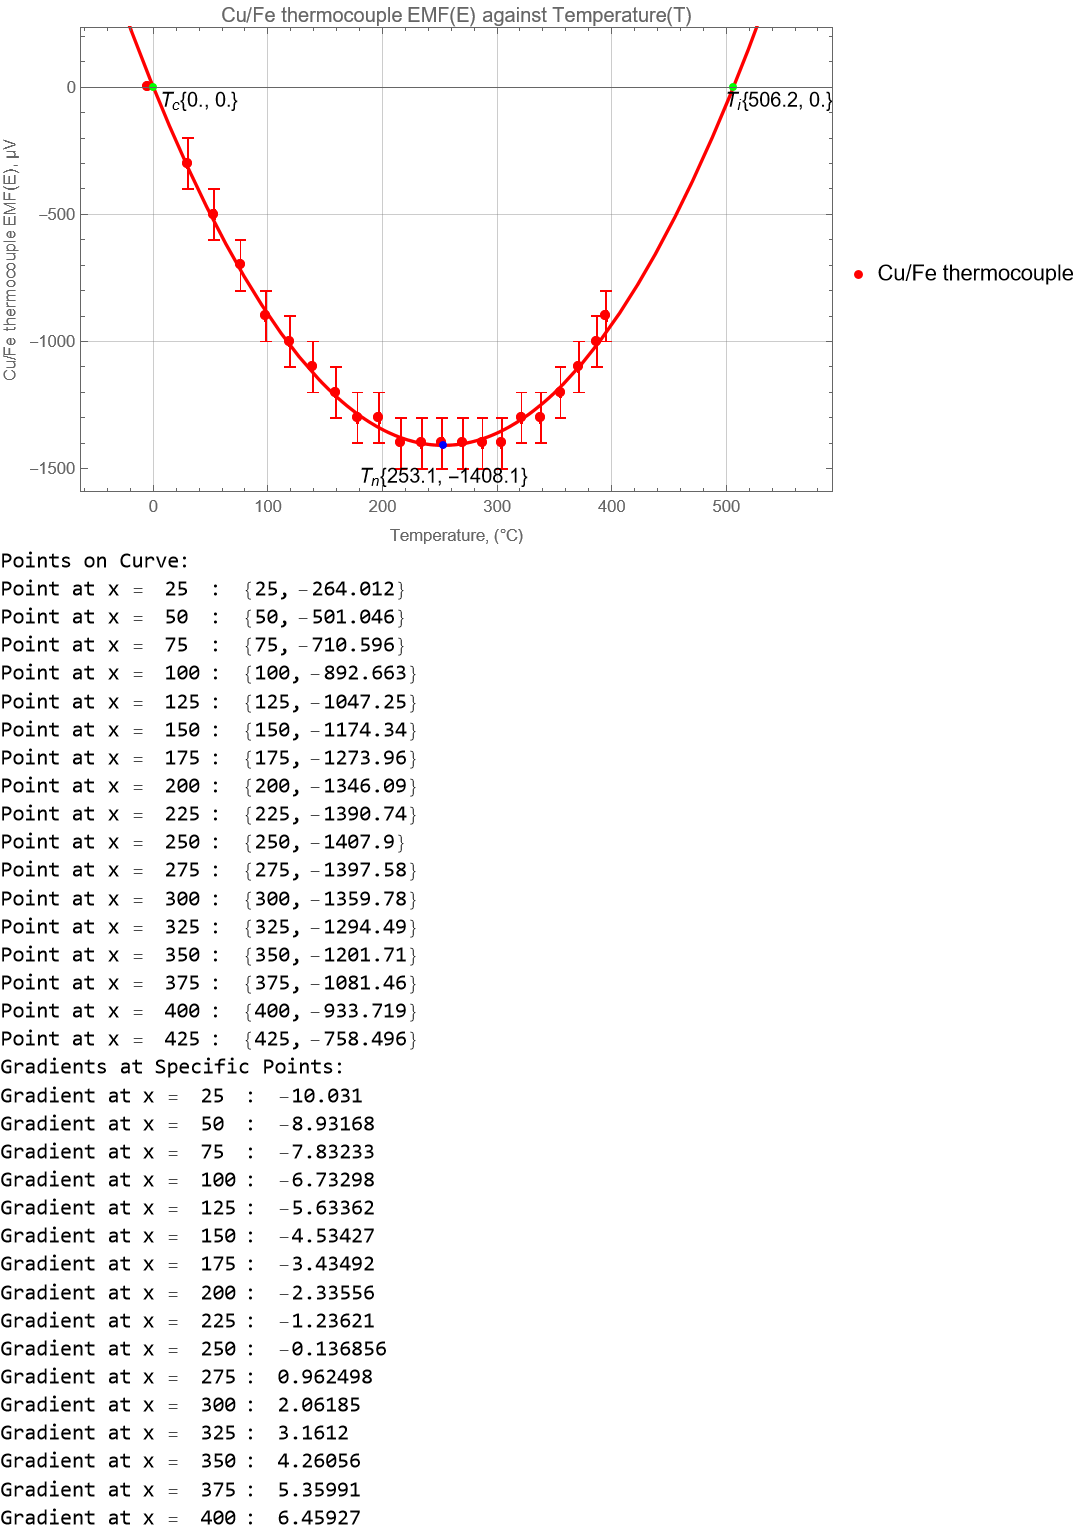 Cu/Fe thermocouple EMF(E) against Temperature(T)
Cu/Fe thermocouple EMF(E), μV
0
−500
−1000
−1500
Tc{0., 0.}
Ti{506.2, 0.}
Tn{253.1, −1408.1}
0 100 200 300 400 500
Temperature, (°C)
Cu/Fe thermocouple
Points on Curve:
Point at x = 25 : {25, −264.012}
Point at x = 50 : {50, −501.046}
Point at x = 75 : {75, −710.596}
Point at x = 100 : {100, −892.663}
Point at x = 125 : {125, −1047.25}
Point at x = 150 : {150, −1174.34}
Point at x = 175 : {175, −1273.96}
Point at x = 200 : {200, −1346.09}
Point at x = 225 : {225, −1390.74}
Point at x = 250 : {250, −1407.9}
Point at x = 275 : {275, −1397.58}
Point at x = 300 : {300, −1359.78}
Point at x = 325 : {325, −1294.49}
Point at x = 350 : {350, −1201.71}
Point at x = 375 : {375, −1081.46}
Point at x = 400 : {400, −933.719}
Point at x = 425 : {425, −758.496}
Gradients at Specific Points:
Gradient at x = 25 : −10.031
Gradient at x = 50 : −8.93168
Gradient at x = 75 : −7.83233
Gradient at x = 100 : −6.73298
Gradient at x = 125 : −5.63362
Gradient at x = 150 : −4.53427
Gradient at x = 175 : −3.43492
Gradient at x = 200 : −2.33556
Gradient at x = 225 : −1.23621
Gradient at x = 250 : −0.136856
Gradient at x = 275 : 0.962498
Gradient at x = 300 : 2.06185
Gradient at x = 325 : 3.1612
Gradient at x = 350 : 4.26056
Gradient at x = 375 : 5.35991
Gradient at x = 400 : 6.45927